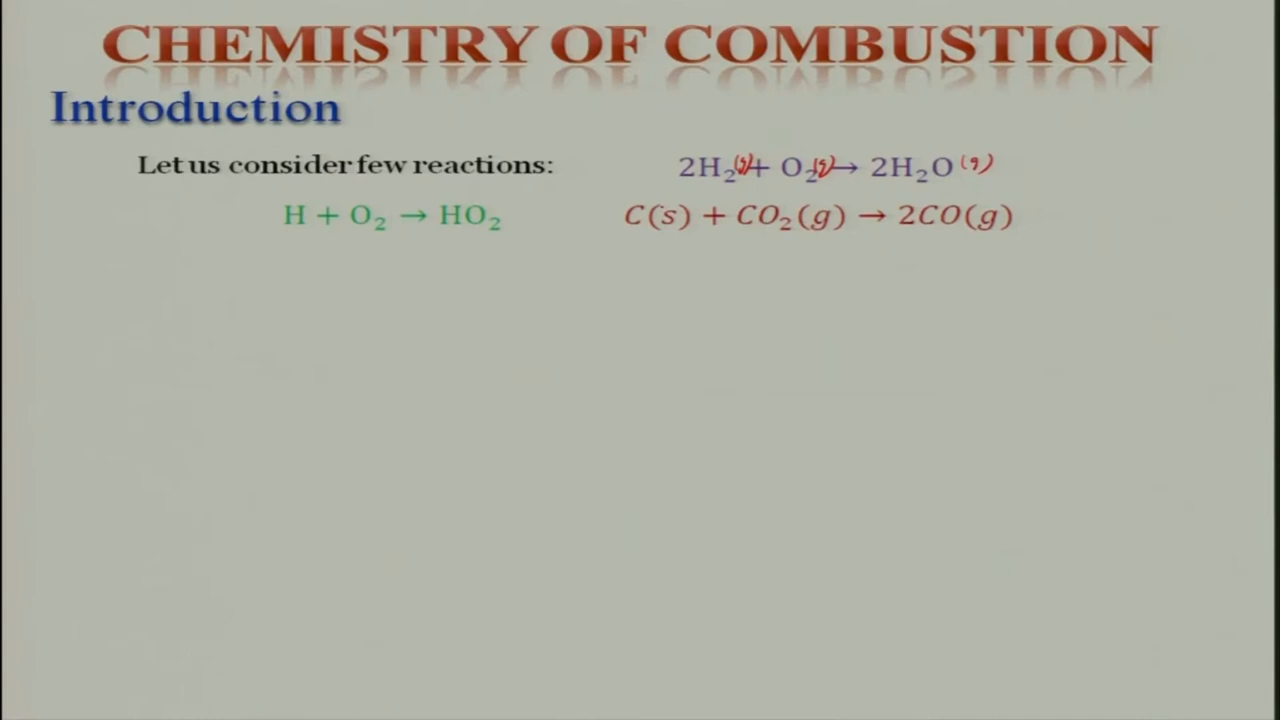 CHEMISTRY OF COMBUSTION
Introduction
Let us consider few reactions: 2H₂(g) + O₂(g) → 2H₂O (g)
H + O₂ → HO₂ C(s) + CO₂(g) → 2CO(g)